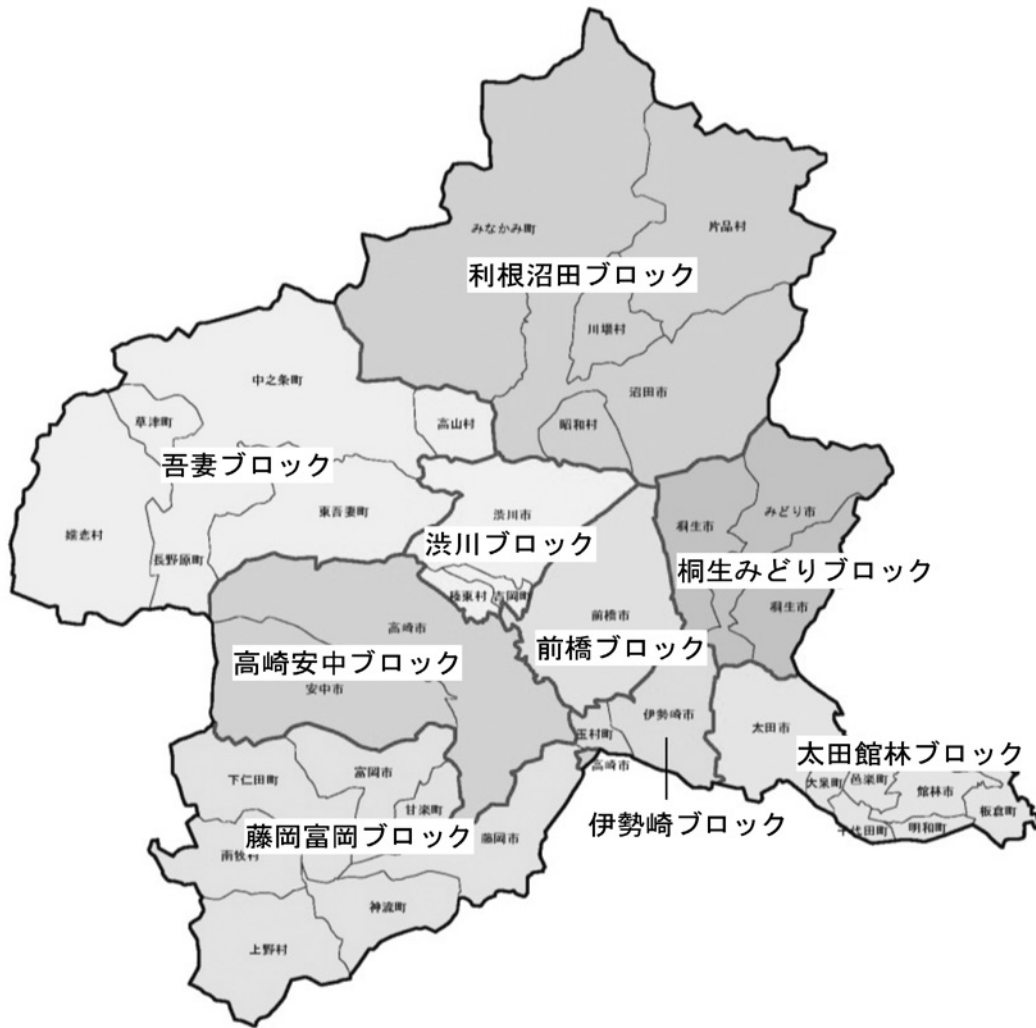 みなかみ町
片品村
利根沼田ブロック
川場村
中之条町
沼田市
草津町
高山村
昭和村
吾妻ブロック
東吾妻町
渋川市
みどり市
桐生市
嬬恋村
長野原町
渋川ブロック
桐生みどりブロック
榛東村
吉岡町
桐生市
前橋市
高崎市
前橋ブロック
高崎安中ブロック
安中市
伊勢崎市
太田市
玉村町
太田館林ブロック
高崎市
下仁田町
富岡市
大泉町
邑楽町
館林市
板倉町
甘楽町
伊勢崎ブロック
千代田町
明和町
藤岡富岡ブロック
藤岡市
南牧村
神流町
上野村